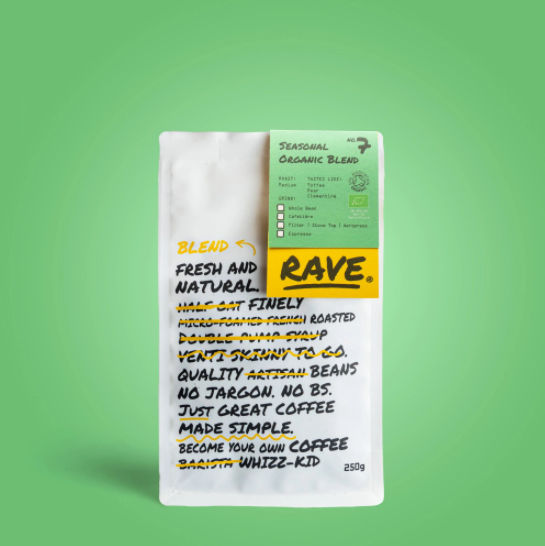 Seasonal
Organic Blend
No. 7
ROAST: TASTES LIKE:
Medium Toffee
Pear
Clementine
GRIND:
Whole Bean
Cafetière
Filter | Stove Top | Aeropress
Espresso
RAVE®
BLEND
FRESH AND
NATURAL.
HALF OAT FINELY
MICRO-FOAMED FRENCH ROASTED
DOUBLE PUMP SYRUP
VENTI SKINNY TO GO.
QUALITY ARTISAN BEANS
NO JARGON. NO BS.
JUST GREAT COFFEE
MADE SIMPLE.
BECOME YOUR OWN COFFEE
BARISTA WHIZZ-KID
250g